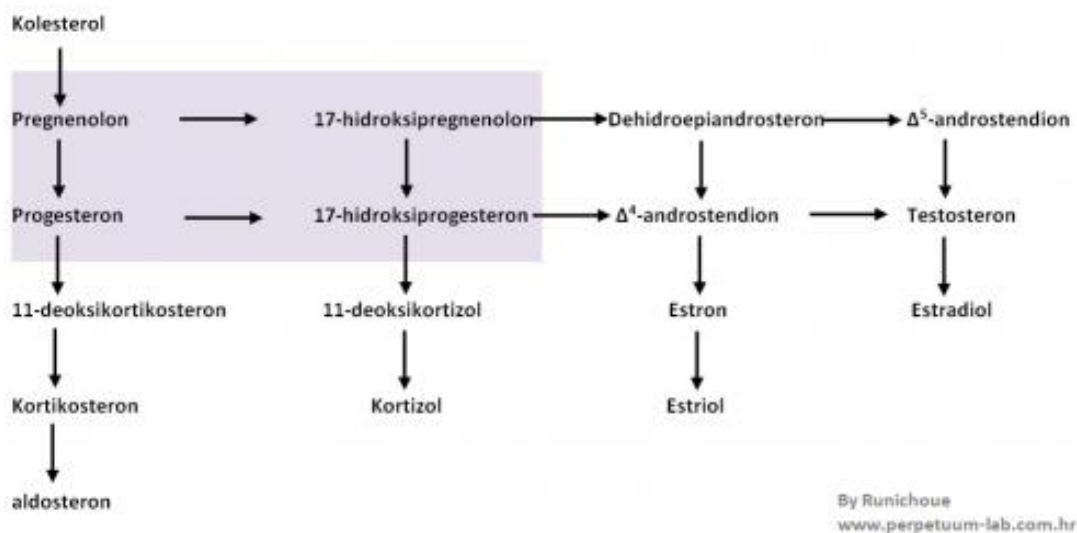 Kolesterol
Pregnenolon 17-hidroksipregnenolon Dehidroepiandrosteron Δ⁵-androstendion
Progesteron 17-hidroksiprogesteron Δ⁴-androstendion Testosteron
11-deoksikortikosteron 11-deoksikortizol Estron Estradiol
Kortikosteron Kortizol Estriol
aldosteron
By Runichoue
www.perpetuum-lab.com.hr